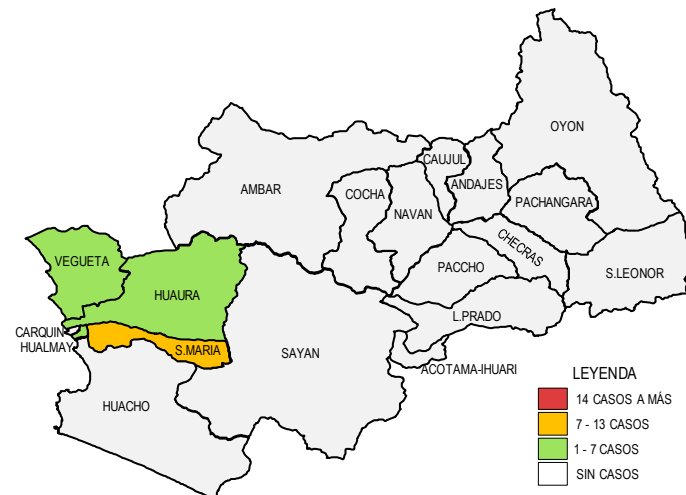 OYON
CAUJUL
ANDAJES
AMBAR
COCHA
NAVAN
PACHANGARA
CHECRAS
VEGUETA
PACCHO
S.LEONOR
HUAURA
L.PRADO
CARQUIN
HUALMAY
S.MARIA
SAYAN
ACOTAMA-IHUARI
HUACHO
LEYENDA
14 CASOS A MÁS
7 - 13 CASOS
1 - 7 CASOS
SIN CASOS